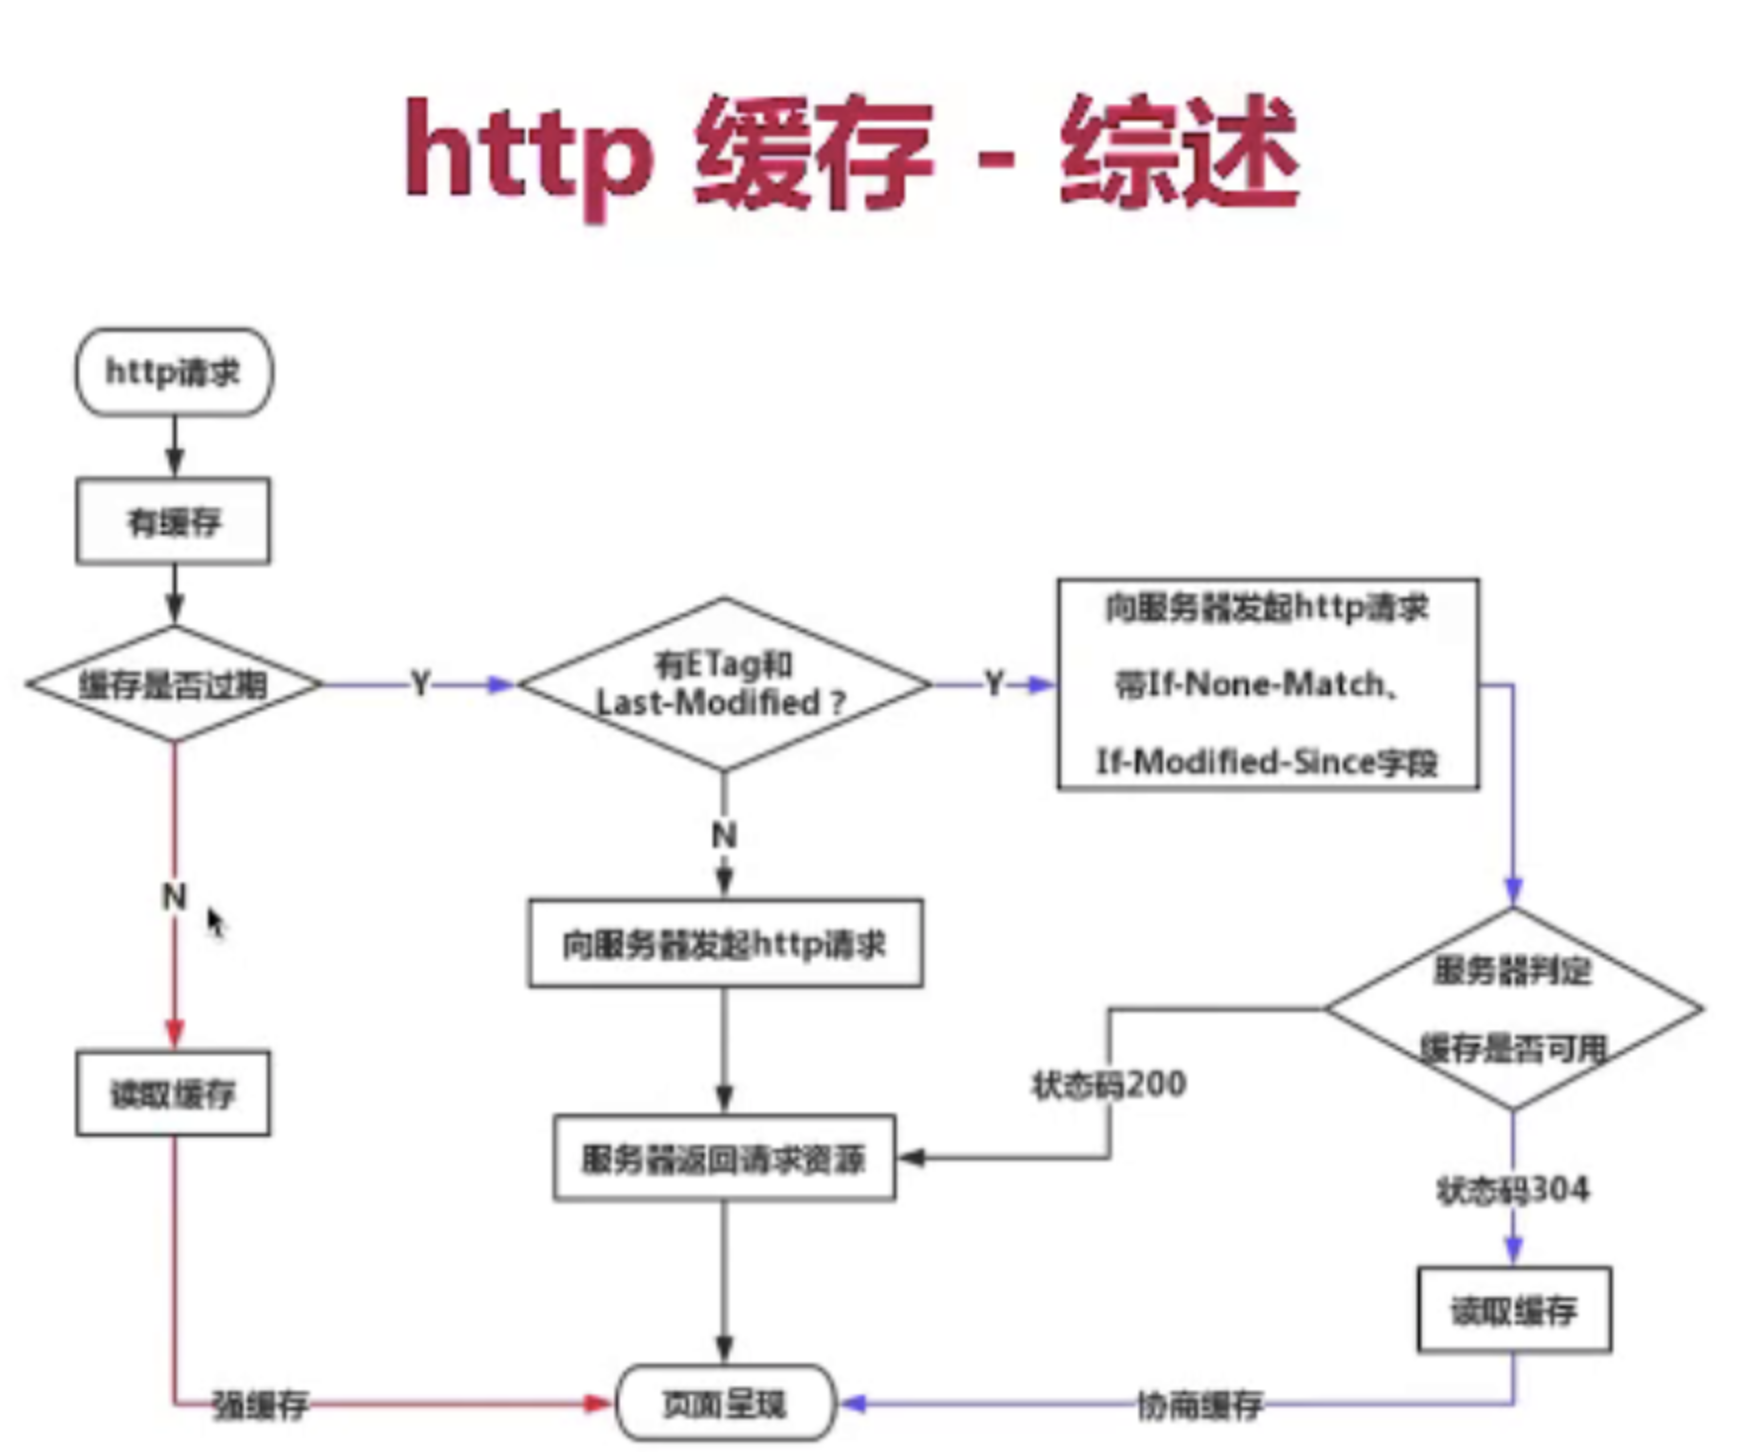 http 缓存 - 综述
http请求
有缓存
缓存是否过期
Y
有ETag和
Last-Modified？
Y
向服务器发起http请求
带If-None-Match、
If-Modified-Since字段
N
N
向服务器发起http请求
服务器判定
缓存是否可用
状态码200
读取缓存
服务器返回请求资源
状态码304
读取缓存
强缓存
页面呈现
协商缓存